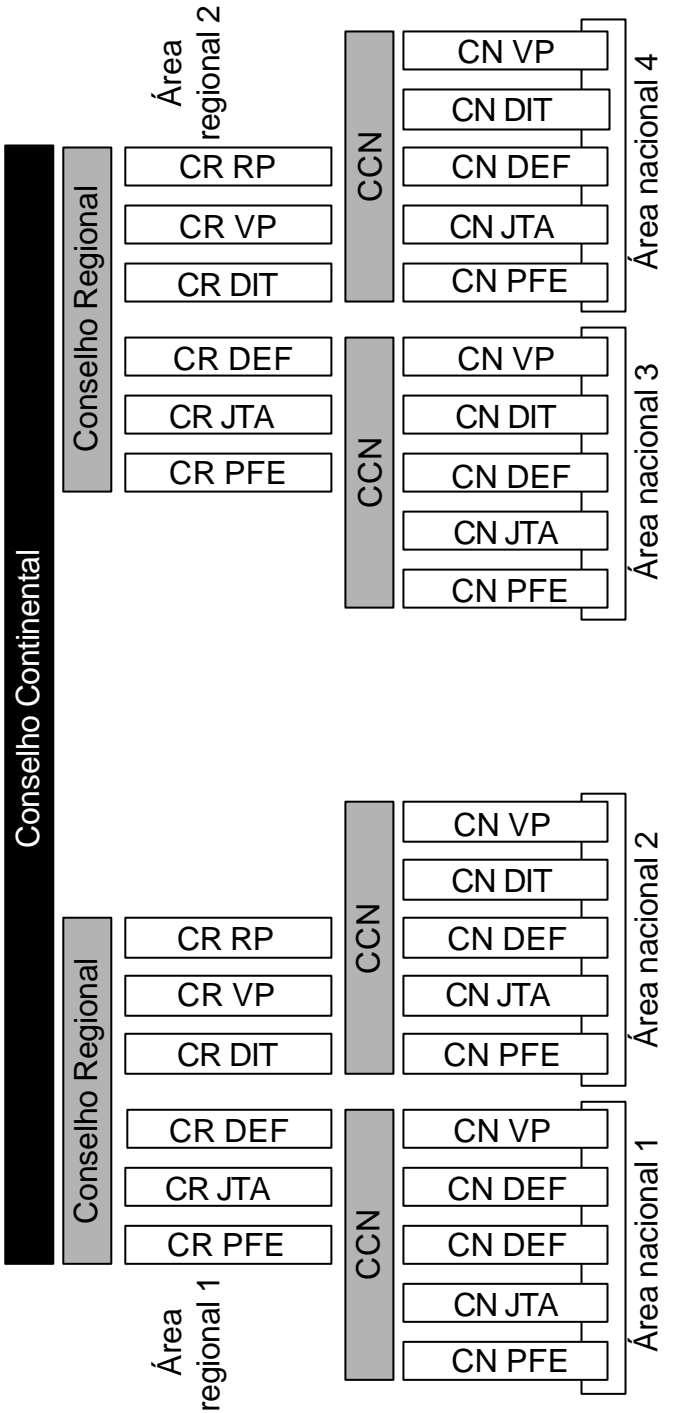 Conselho Continental
Conselho Regional
Conselho Regional
Área
regional 2
CR RP
CR VP
CR DIT
CR DEF
CR JTA
CR PFE
CCN
CN VP
CN DIT
CN DEF
CN JTA
CN PFE
Área nacional 4
CCN
CN VP
CN DIT
CN DEF
CN JTA
CN PFE
Área nacional 3
CR RP
CR VP
CR DIT
CR DEF
CR JTA
CR PFE
Área
regional 1
CCN
CN VP
CN DIT
CN DEF
CN JTA
CN PFE
Área nacional 2
CCN
CN VP
CN DEF
CN DEF
CN JTA
CN PFE
Área nacional 1